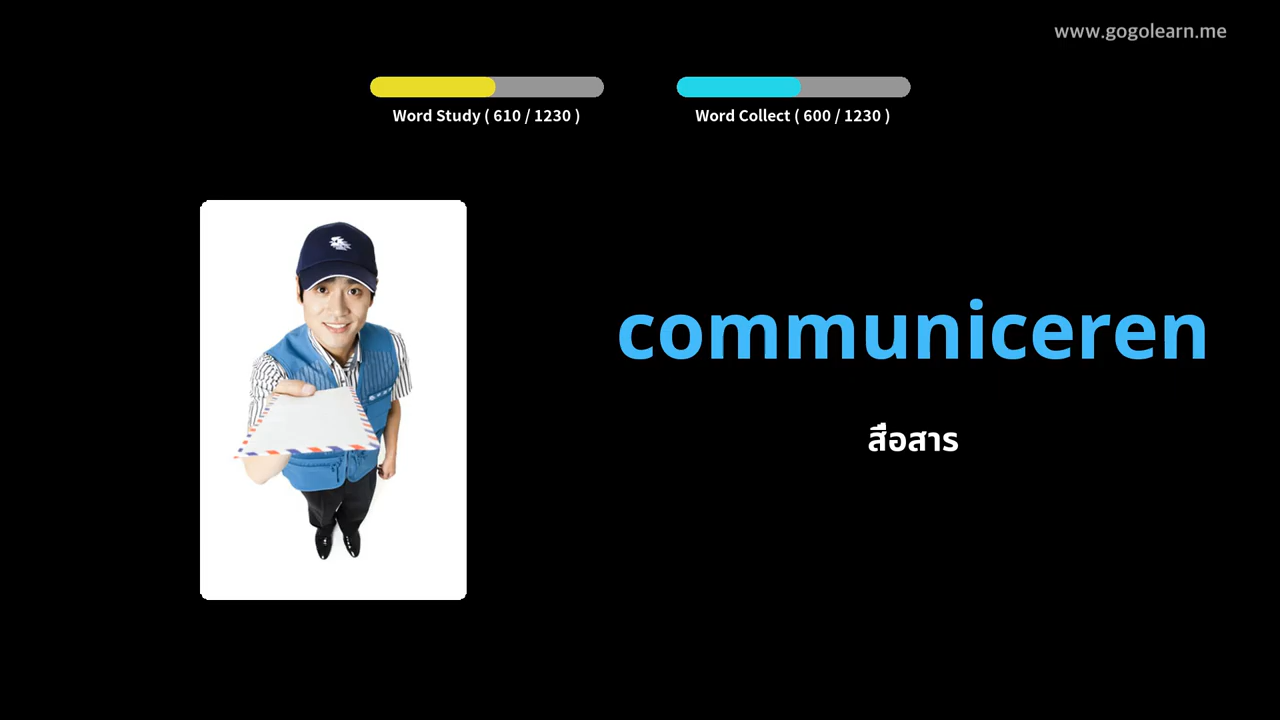 www.gogolearn.me
Word Study ( 610 / 1230 )
Word Collect ( 600 / 1230 )
communiceren
สื่อสาร